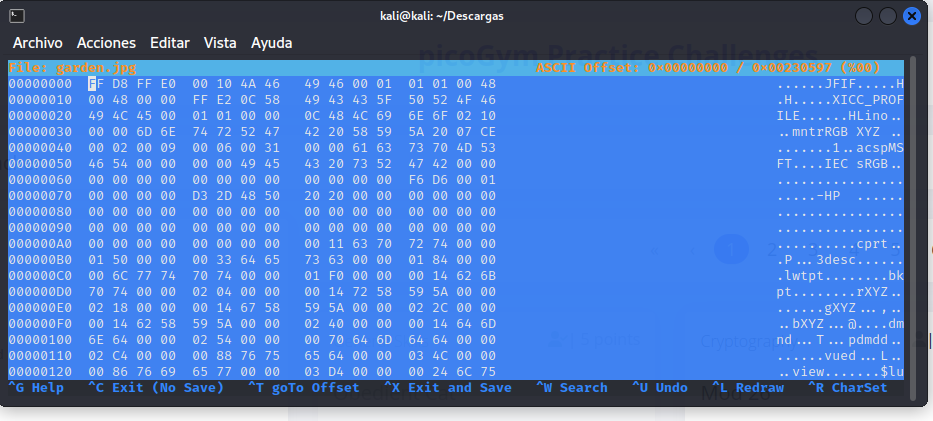 kali@kali: ~/Descargas
Archivo Acciones Editar Vista Ayuda
picoGym Practice Challenges
File: garden.jpg ASCII Offset: 0x00000000 / 0x00230597 (%00)
00000000 FF D8 FF E0 00 10 4A 46 49 46 00 01 01 01 00 48 ......JFIF.....H
00000010 00 48 00 00 FF E2 0C 58 49 43 43 5F 50 52 4F 46 .H.....XICC_PROF
00000020 49 4C 45 00 01 01 00 00 0C 48 4C 69 6E 6F 02 10 ILE......HLino..
00000030 00 00 6D 6E 74 72 52 47 42 20 58 59 5A 20 07 CE ..mntrRGB XYZ ..
00000040 00 02 00 09 00 06 00 31 00 00 61 63 73 70 4D 53 .......1..acspMS
00000050 46 54 00 00 00 00 49 45 43 20 73 52 47 42 00 00 FT....IEC sRGB..
00000060 00 00 00 00 00 00 00 00 00 00 00 00 F6 D6 00 01 ................
00000070 00 00 00 00 D3 2D 48 50 20 20 00 00 00 00 00 00 .....-HP  ......
00000080 00 00 00 00 00 00 00 00 00 00 00 00 00 00 00 00 ................
00000090 00 00 00 00 00 00 00 00 00 00 00 00 00 00 00 00 ................
000000A0 00 00 00 00 00 00 00 00 00 11 63 70 72 74 00 00 ..........cprt..
000000B0 01 50 00 00 00 33 64 65 73 63 00 00 01 84 00 00 .P...3desc......
000000C0 00 6C 77 74 70 74 00 00 01 F0 00 00 00 14 62 6B .lwtpt........bk
000000D0 70 74 00 00 02 04 00 00 00 14 72 58 59 5A 00 00 pt........rXYZ..
000000E0 02 18 00 00 00 14 67 58 59 5A 00 00 02 2C 00 00 ......gXYZ...,..
000000F0 00 14 62 58 59 5A 00 00 02 40 00 00 00 14 64 6D ..bXYZ...@....dm
00000100 6E 64 00 00 02 54 00 00 00 70 64 6D 64 64 00 00 nd...T...pdmdd..
00000110 02 C4 00 00 00 88 76 75 65 64 00 00 03 4C 00 00 ......vued...L..
00000120 00 86 76 69 65 77 00 00 03 D4 00 00 00 24 6C 75 ..view.......$lu
^G Help ^C Exit (No Save) ^T goTo Offset ^X Exit and Save ^W Search ^U Undo ^L Redraw ^R CharSet